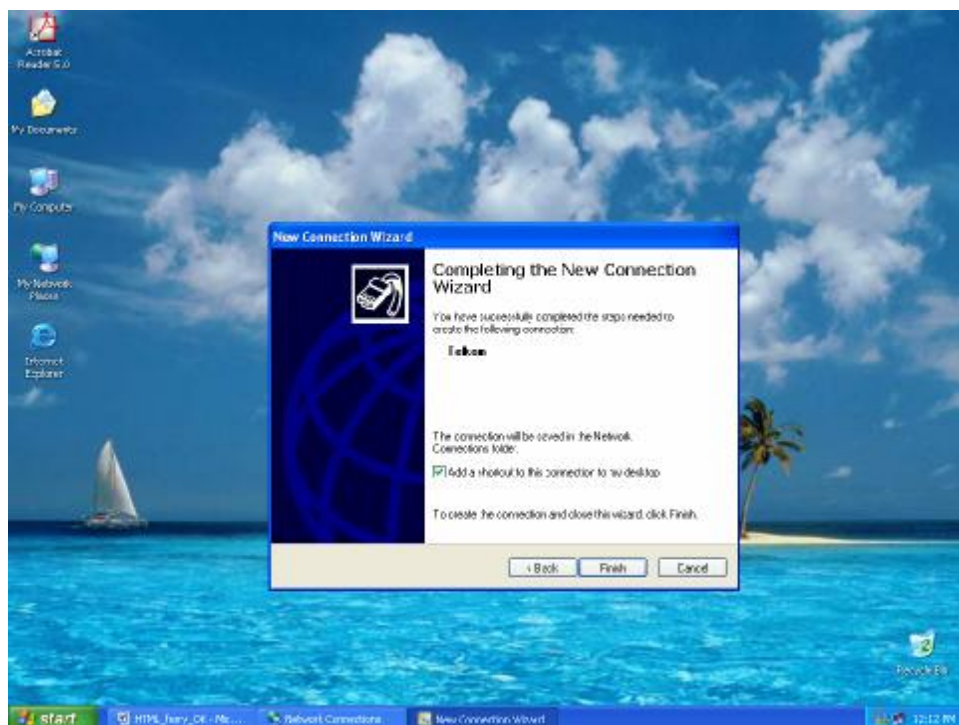 Acrobat
Reader 5.0
My Documents
My Computer
My Network
Places
Internet
Explorer
New Connection Wizard
Completing the New Connection
Wizard
You have successfully completed the steps needed to
create the following connection:
The connection will be saved in the Network
Connections folder.
Add a shortcut to this connection to my desktop
To create the connection and close this wizard, click Finish.
< Back
Finish
Cancel
Recycle Bin
start
Network Connections
New Connection Wizard
12:12 PM